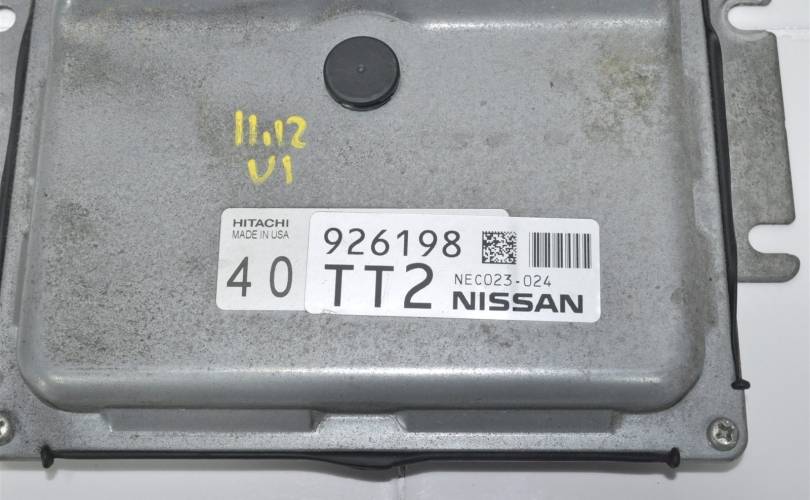 11.12
V1
HITACHI
MADE IN USA
40
926198
TT2
NEC023-024
NISSAN